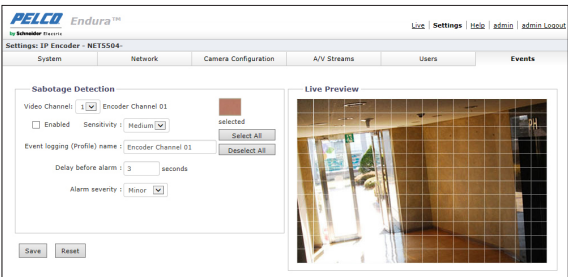 PELCO Endura™
by Schneider Electric
Live | Settings | Help | admin | admin Logout
Settings: IP Encoder - NET5504-
System Network Camera Configuration A/V Streams Users Events
Sabotage Detection
Video Channel: 1 Encoder Channel 01
selected
Enabled Sensitivity : Medium
Select All
Event logging (Profile) name : Encoder Channel 01
Deselect All
Delay before alarm : 3 seconds
Alarm severity : Minor
Save Reset
Live Preview
PH